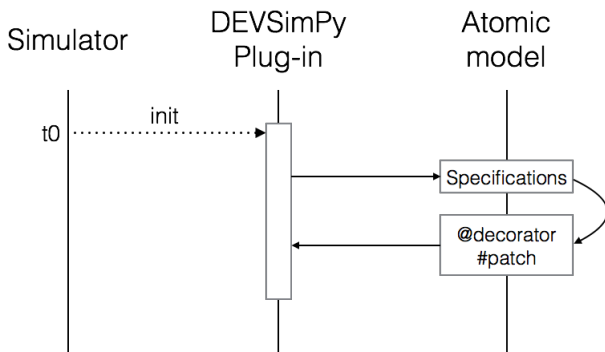 Simulator
DEVSimPy
Plug-in
Atomic
model
t0
init
Specifications
@decorator
#patch